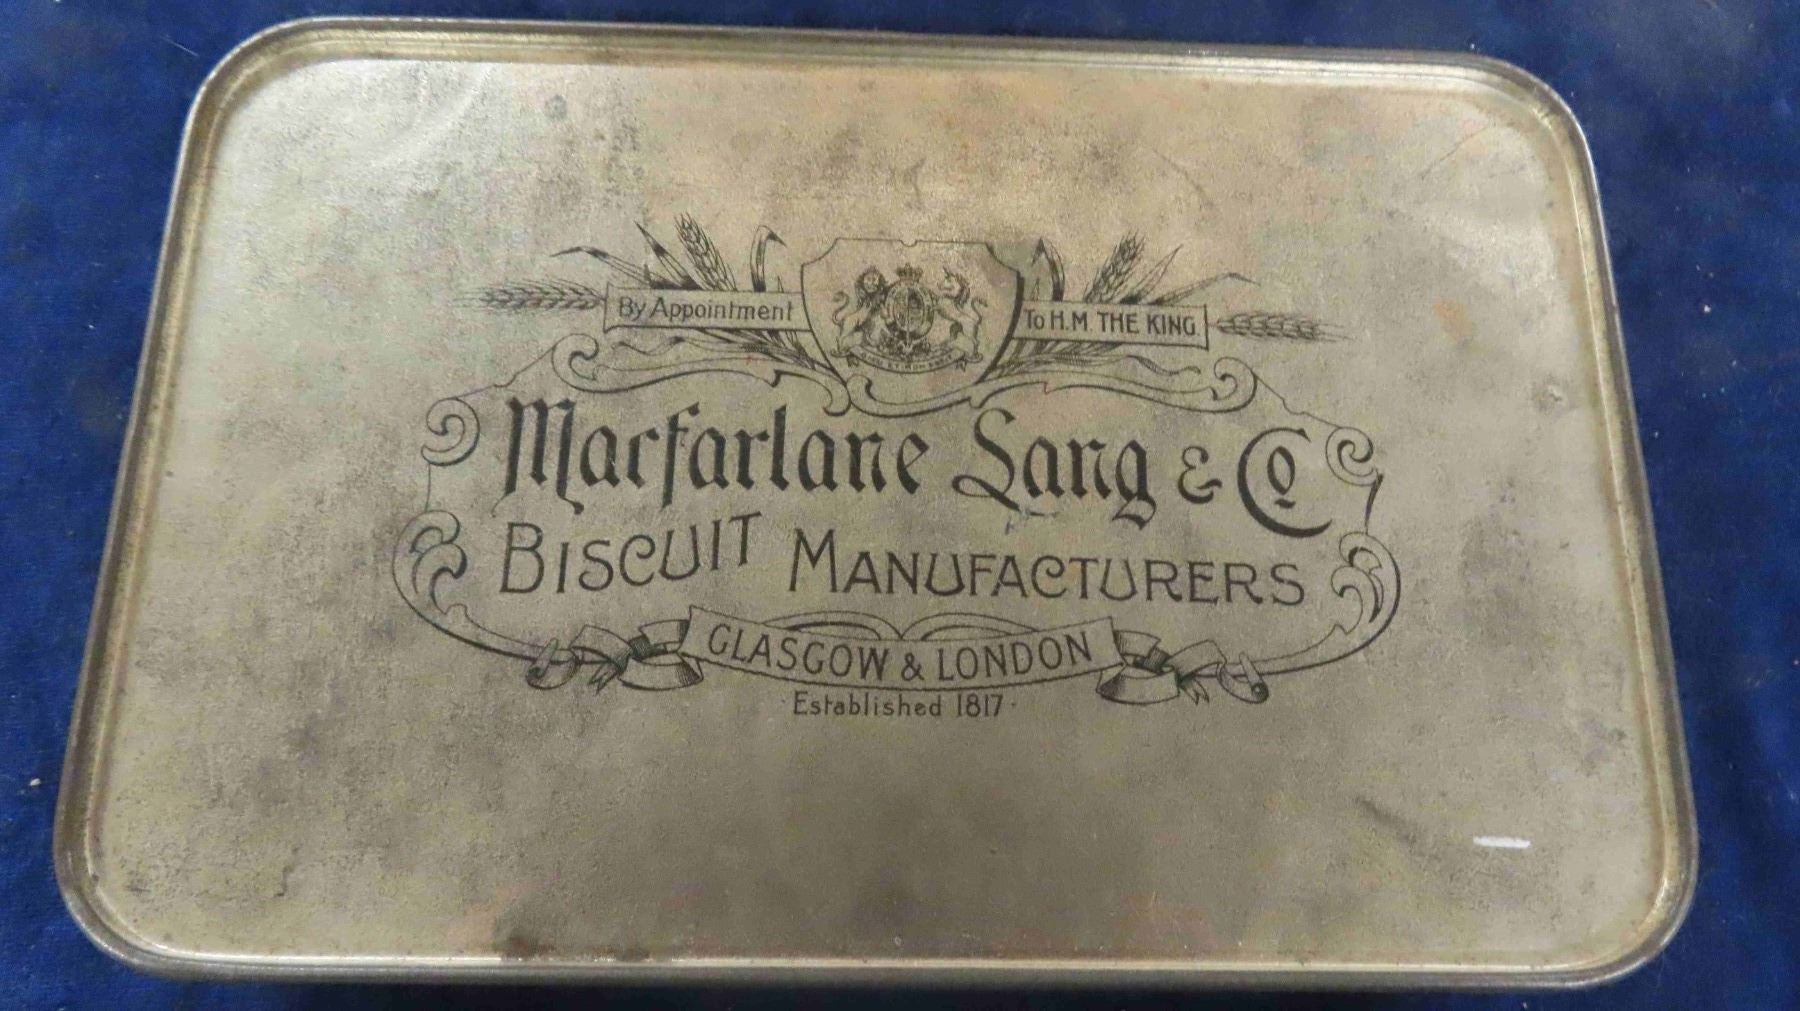 By Appointment To H.M. THE KING
Macfarlane Lang & Co
BISCUIT MANUFACTURERS
GLASGOW & LONDON
Established 1817